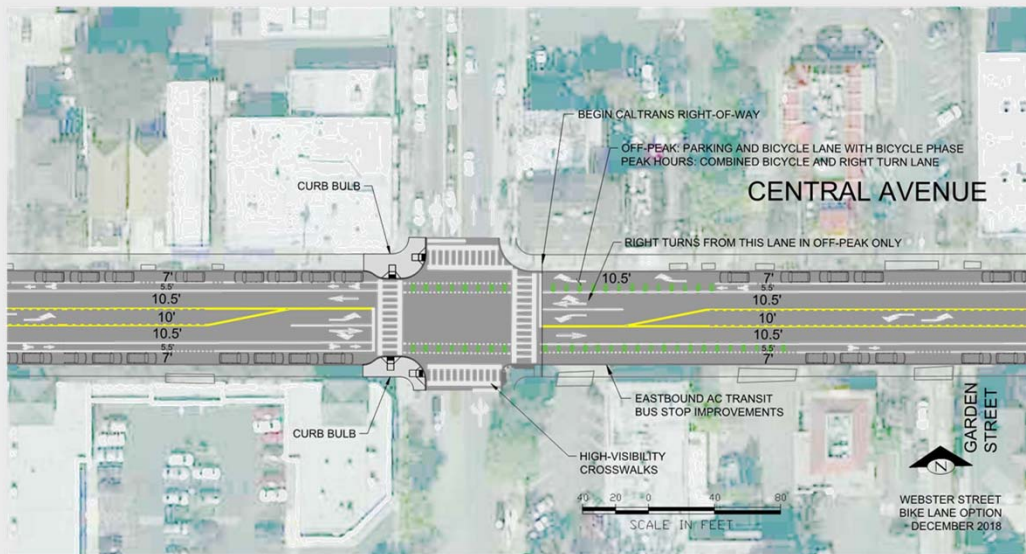 BEGIN CALTRANS RIGHT-OF-WAY
OFF-PEAK: PARKING AND BICYCLE LANE WITH BICYCLE PHASE
PEAK HOURS: COMBINED BICYCLE AND RIGHT TURN LANE
CURB BULB
CENTRAL AVENUE
RIGHT TURNS FROM THIS LANE IN OFF-PEAK ONLY
7'
5.5'
10.5'
10'
10.5'
5.5'
7'
10.5'
7'
5.5'
10.5'
10'
10.5'
5.5'
7'
EASTBOUND AC TRANSIT
BUS STOP IMPROVEMENTS
CURB BULB
HIGH-VISIBILITY
CROSSWALKS
GARDEN
STREET
N
40 20 0 40 80
SCALE IN FEET
WEBSTER STREET
BIKE LANE OPTION
DECEMBER 2018